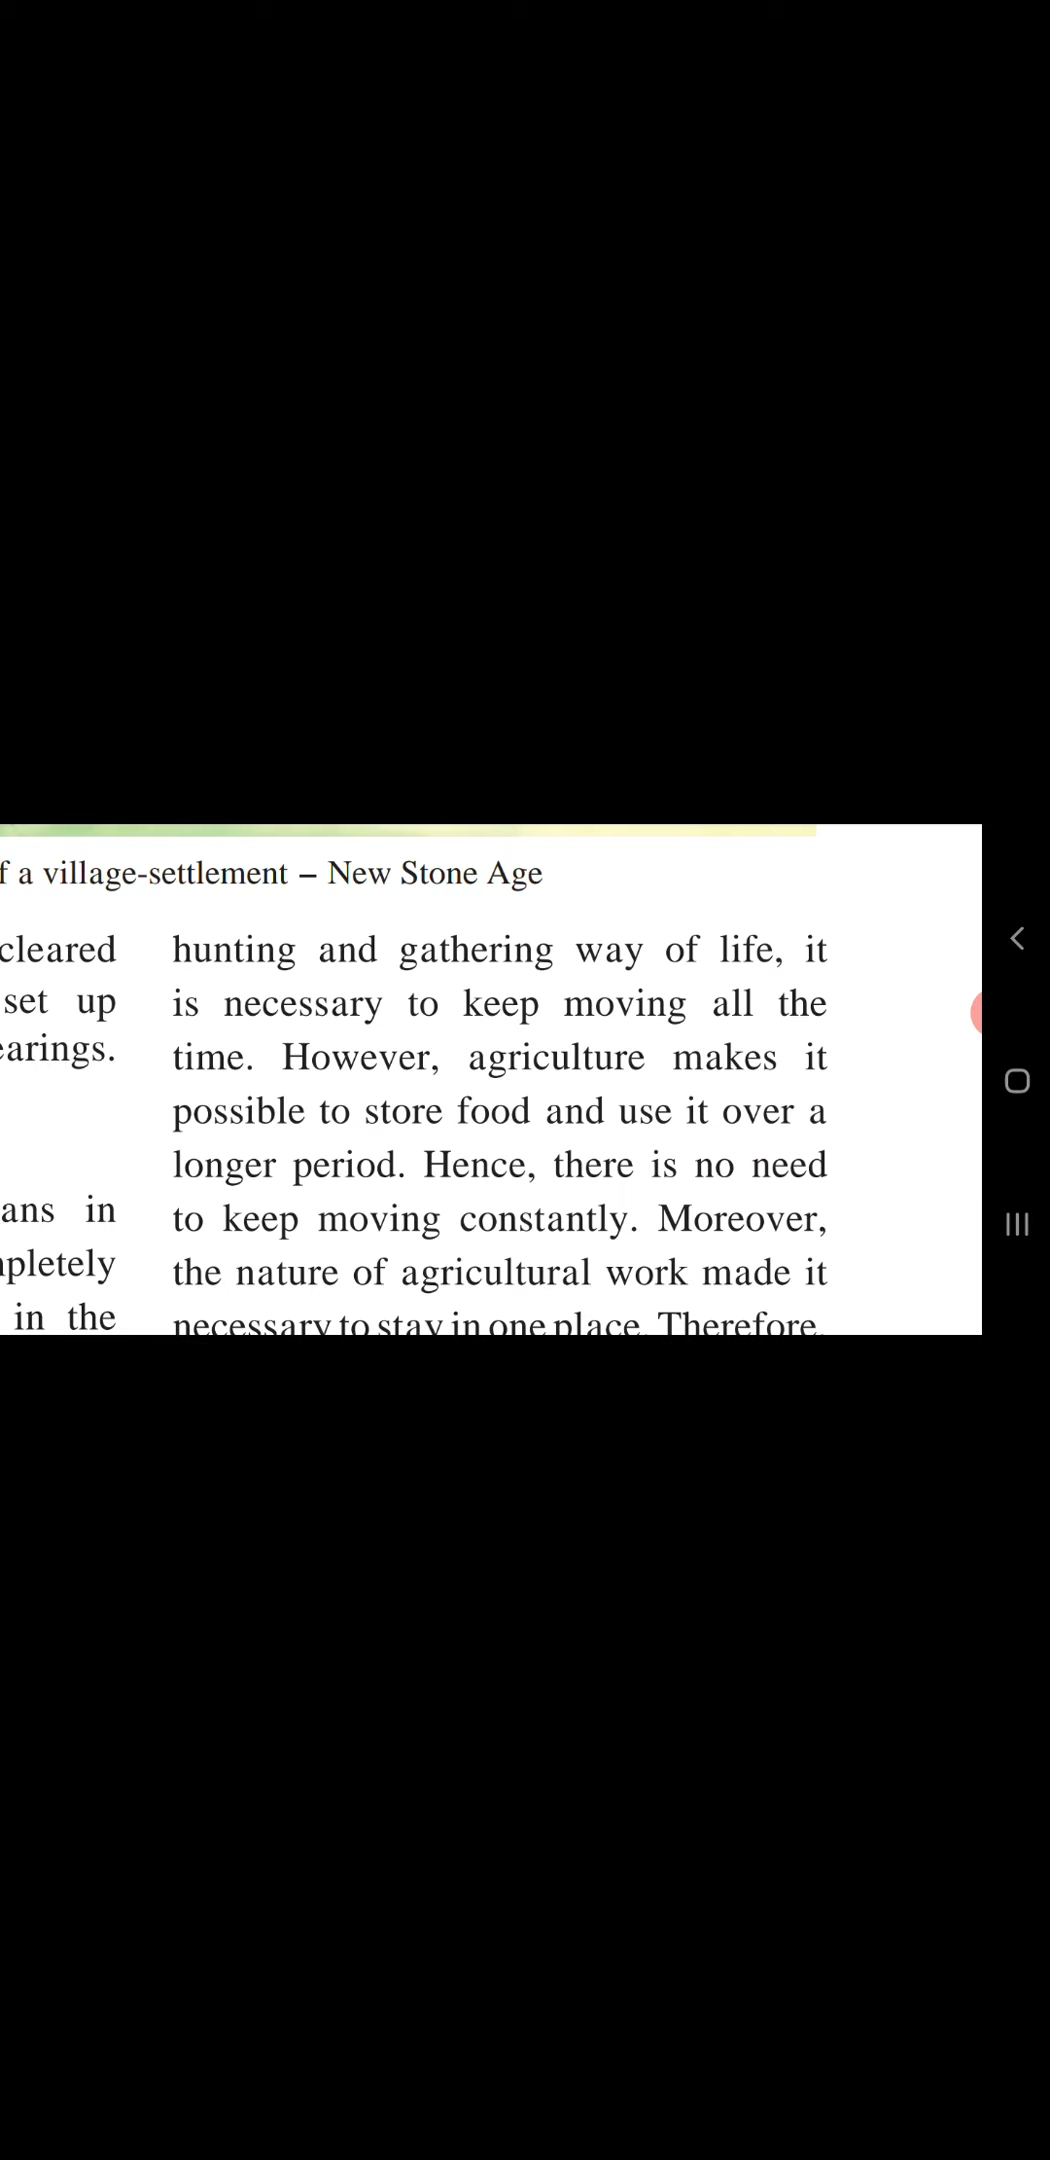 a village-settlement – New Stone Age
cleared
set up
ans in
in the
hunting and gathering way of life, it
is necessary to keep moving all the
time. However, agriculture makes it
possible to store food and use it over a
longer period. Hence, there is no need
to keep moving constantly. Moreover,
the nature of agricultural work made it
necessary to stay in one place. Therefore,